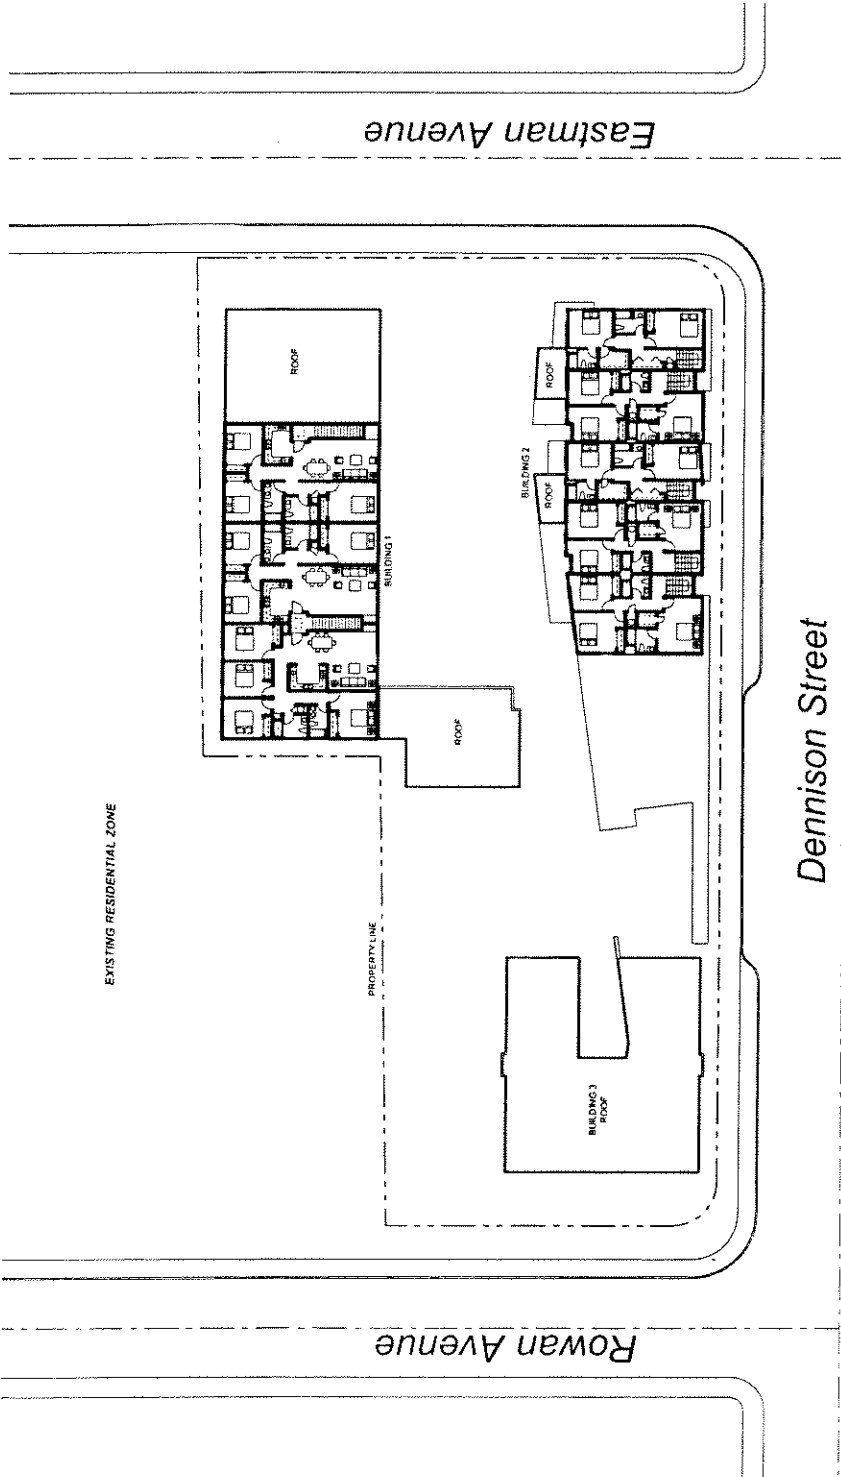 Eastman Avenue
ROOF
ROOF
BUILDING 2
ROOF
BUILDING 1
ROOF
Dennison Street
EXISTING RESIDENTIAL ZONE
PROPERTY LINE
BUILDING 3
ROOF
Rowan Avenue